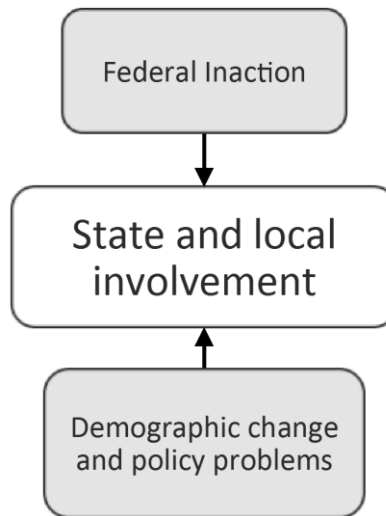 Federal Inaction
State and local
involvement
Demographic change
and policy problems